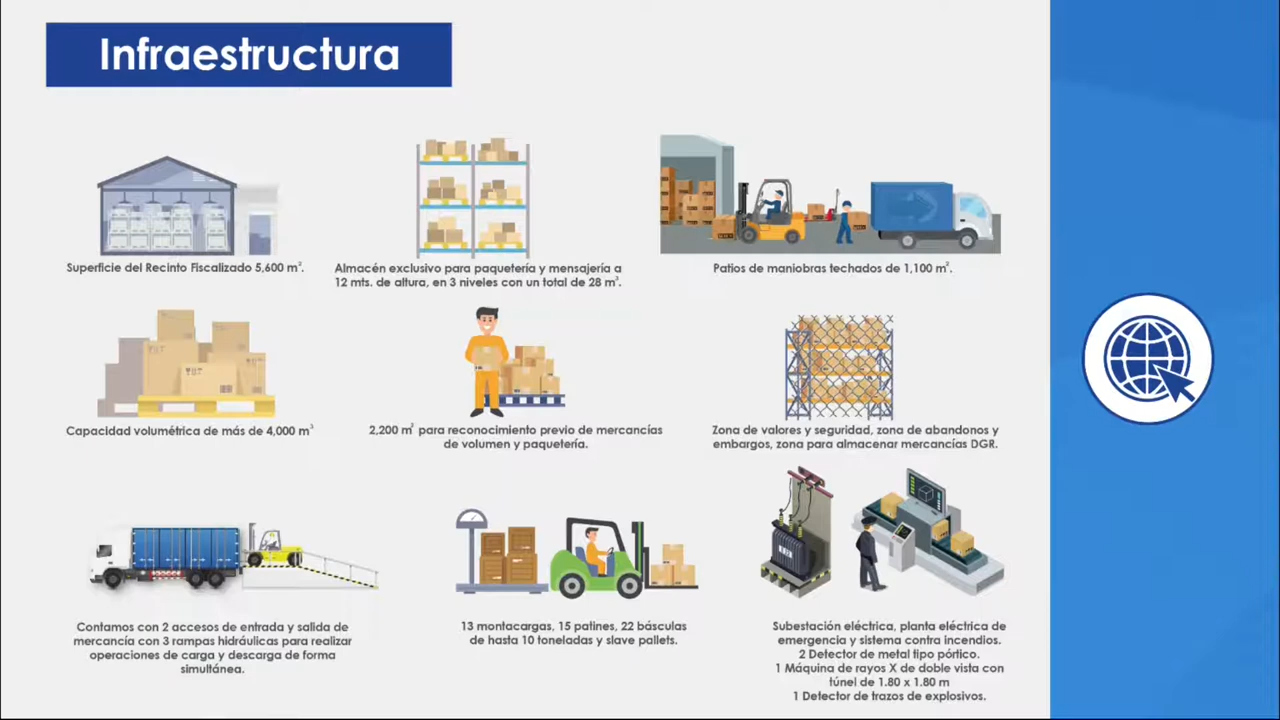 Infraestructura
Superficie del Recinto Fiscalizado 5,600 m².
Almacén exclusivo para paquetería y mensajería a
12 mts. de altura, en 3 niveles con un total de 28 m³.
Patios de maniobras techados de 1,100 m².
Capacidad volumétrica de más de 4,000 m³
2,200 m² para reconocimiento previo de mercancías
de volumen y paquetería.
Zona de valores y seguridad, zona de abandonos y
embargos, zona para almacenar mercancías DGR.
Contamos con 2 accesos de entrada y salida de
mercancía con 3 rampas hidráulicas para realizar
operaciones de carga y descarga de forma
simultánea.
13 montacargas, 15 patines, 22 básculas
de hasta 10 toneladas y slave pallets.
Subestación eléctrica, planta eléctrica de
emergencia y sistema contra incendios.
2 Detector de metal tipo pórtico.
1 Máquina de rayos X de doble vista con
túnel de 1.80 x 1.80 m
1 Detector de trazos de explosivos.